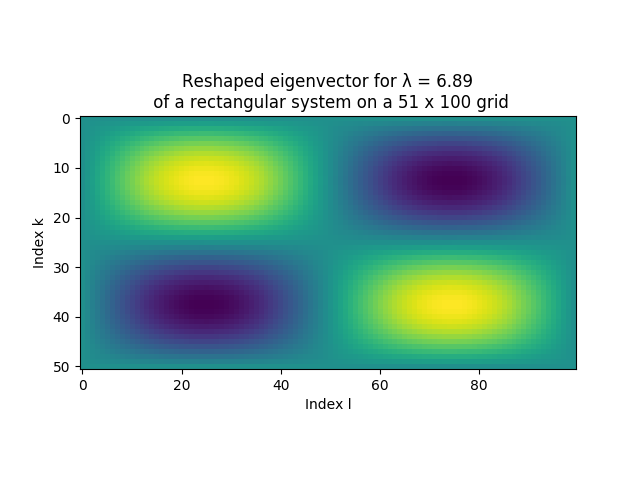 Reshaped eigenvector for λ = 6.89
of a rectangular system on a 51 x 100 grid
Index k
0
10
20
30
40
50
0
20
40
60
80
Index l